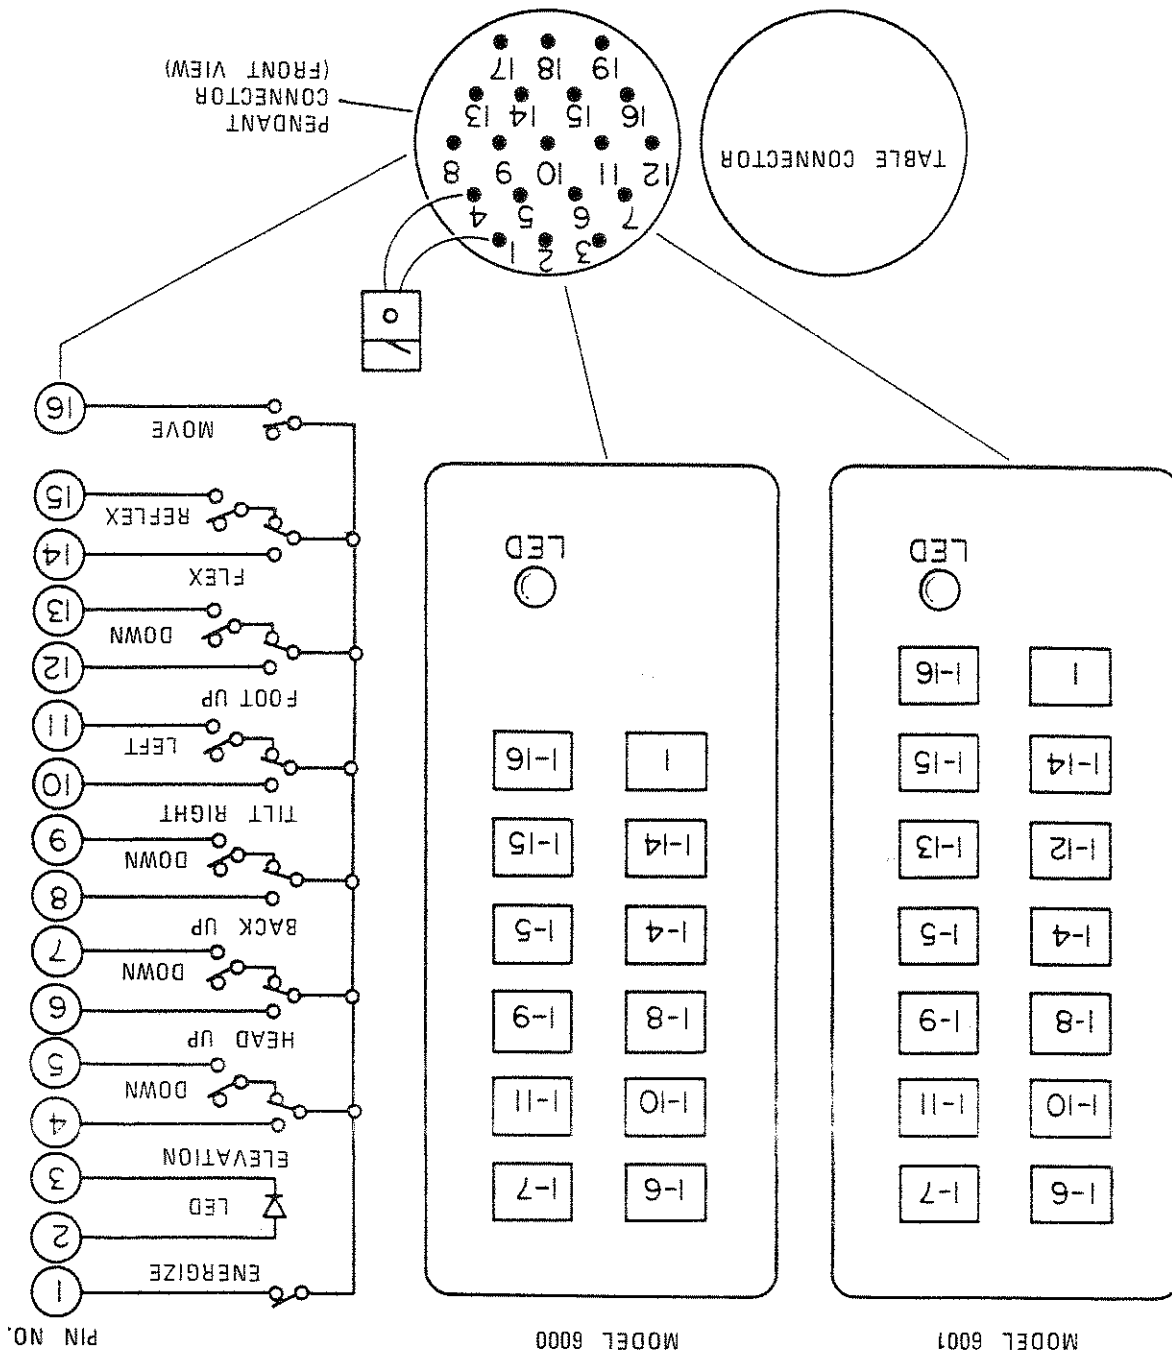 MODEL 6001
1-6 1-7
1-10 1-11
1-8 1-9
1-4 1-5
1-12 1-13
1-14 1-15
1 1-16
LED
MODEL 6000
1-6 1-7
1-10 1-11
1-8 1-9
1-4 1-5
1-14 1-15
1 1-16
LED
PIN NO.
ENERGIZE 1
2
LED
3
ELEVATION
4
DOWN
5
HEAD UP
6
DOWN
7
BACK UP
8
DOWN
9
TILT RIGHT
10
LEFT
11
FOOT UP
12
DOWN
13
FLEX
14
REFLEX
15
MOVE
16
TABLE CONNECTOR
3 2 1
7 6 5 4
12 11 10 9 8
16 15 14 13
19 18 17
PENDANT
CONNECTOR
(FRONT VIEW)